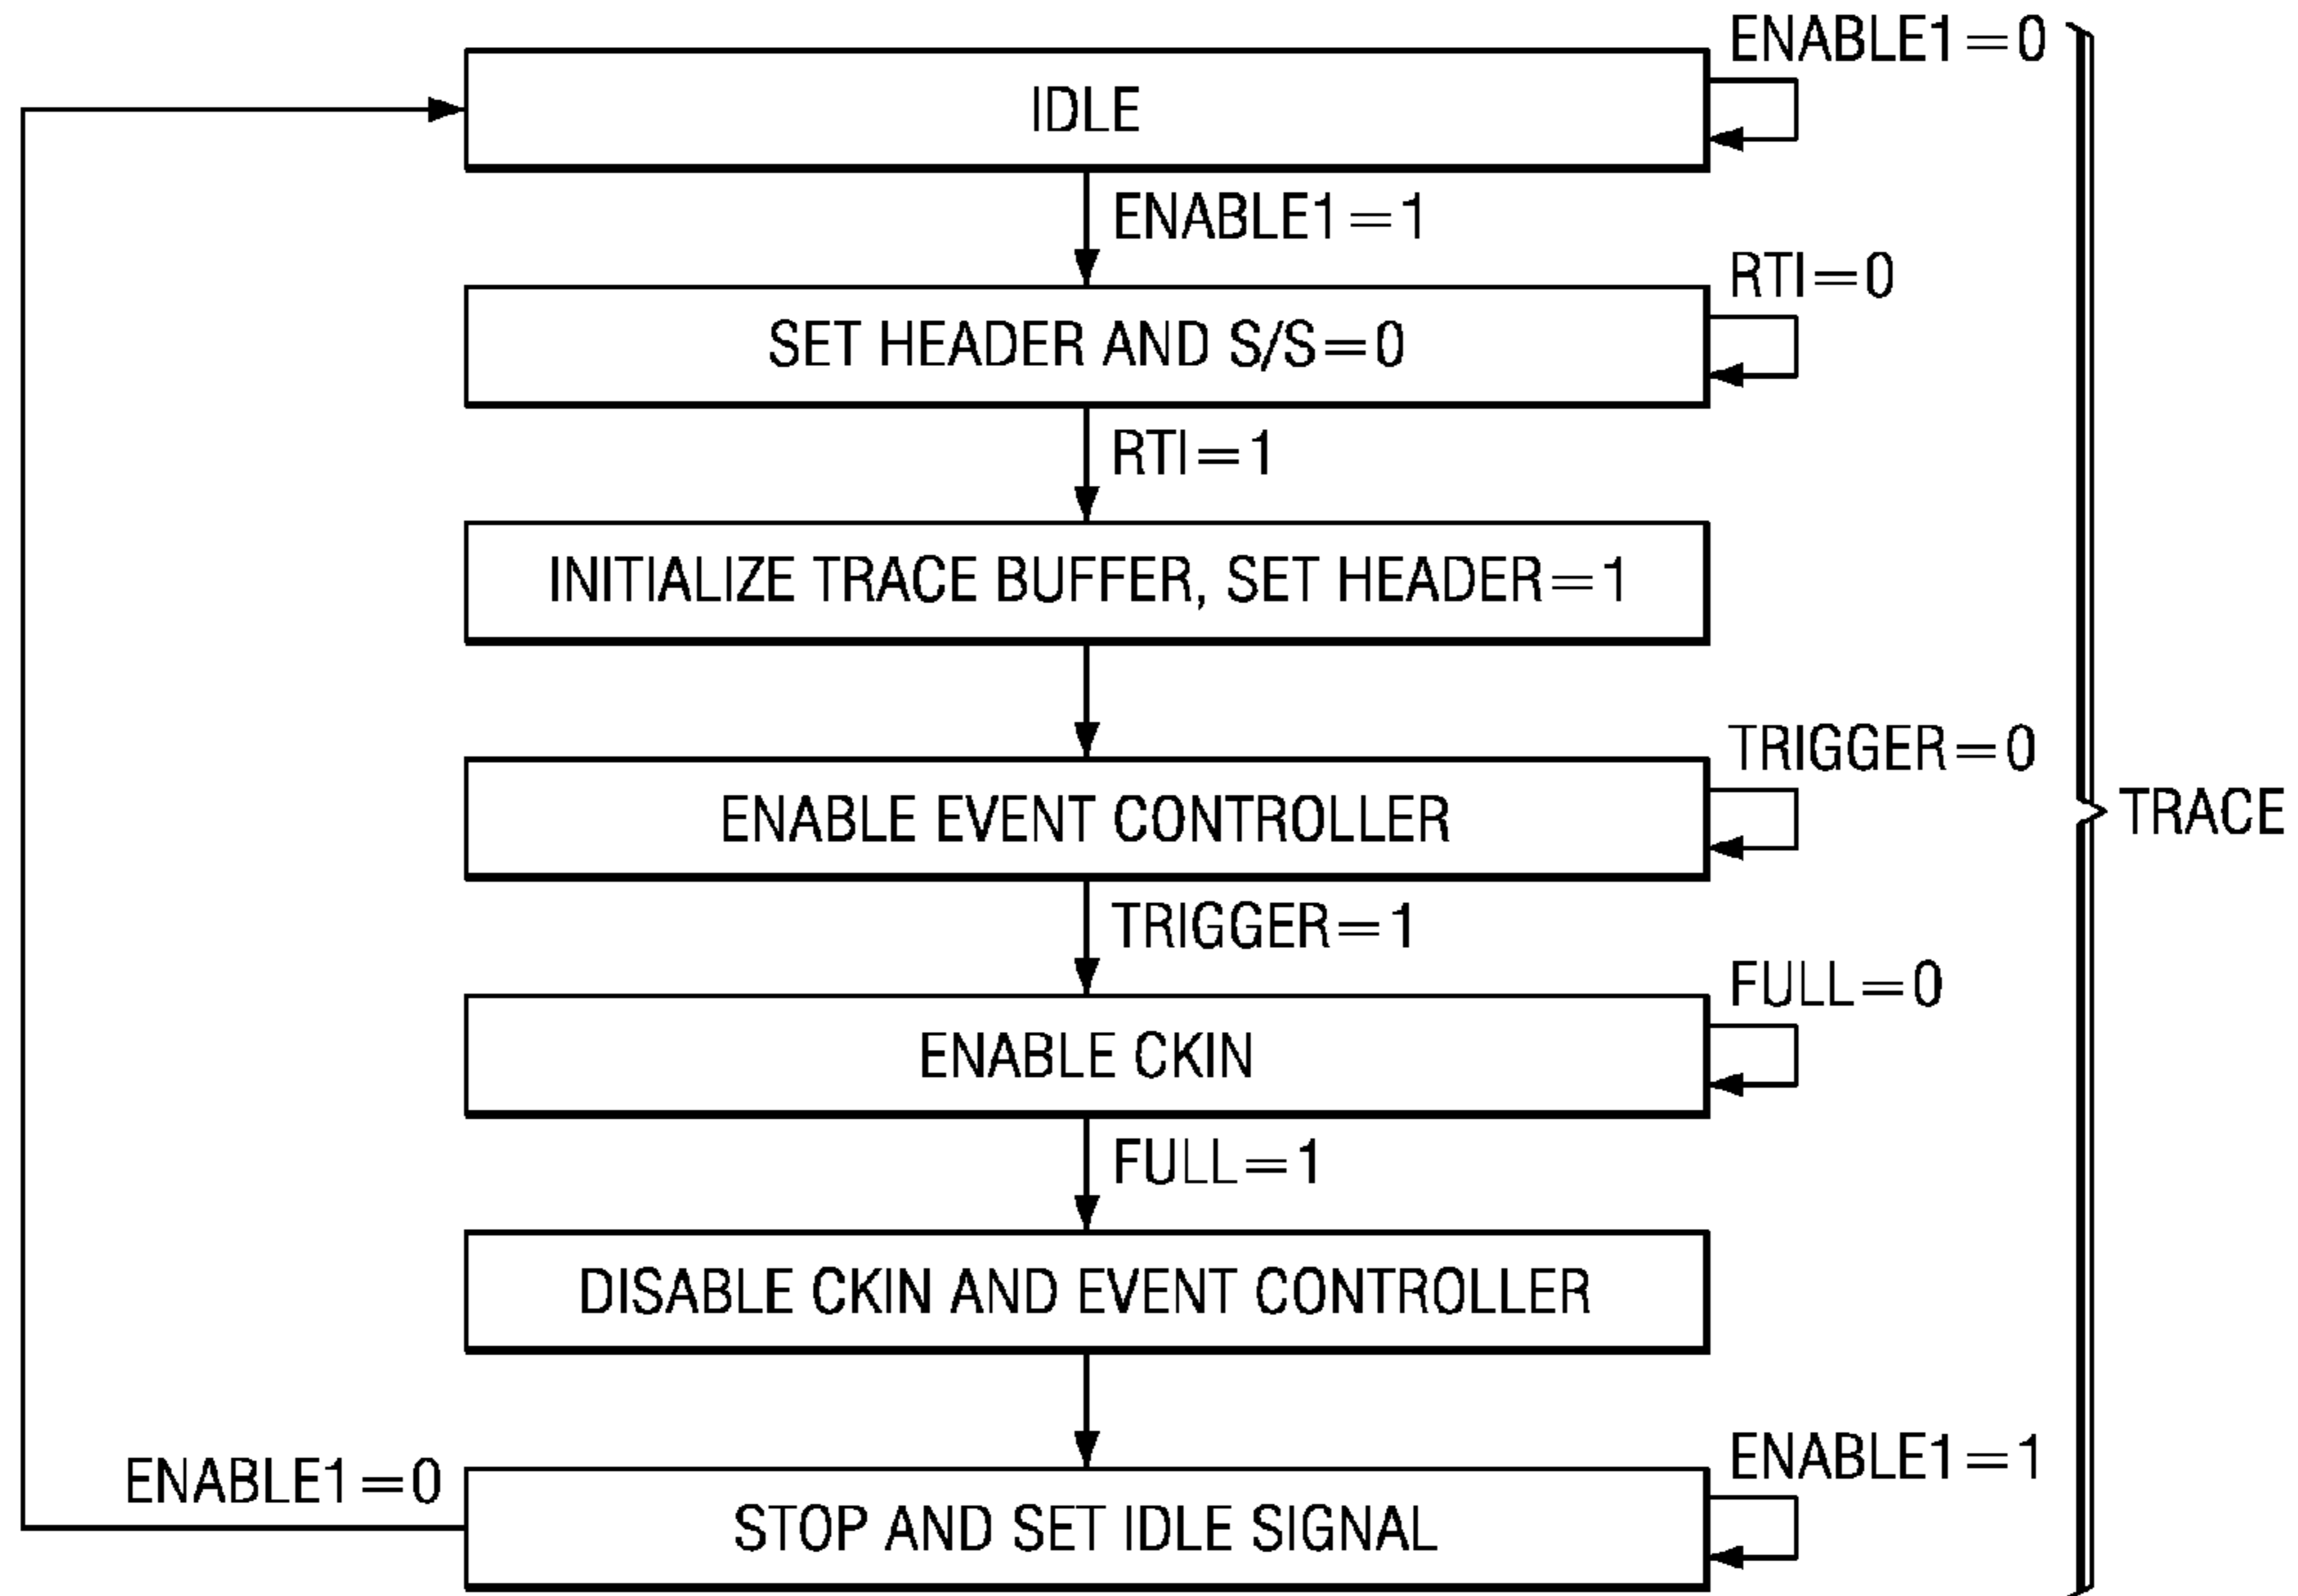 ENABLE1=0
IDLE
ENABLE1=1
RTI=0
SET HEADER AND S/S=0
RTI=1
INITIALIZE TRACE BUFFER, SET HEADER=1
TRIGGER=0
ENABLE EVENT CONTROLLER
TRACE
TRIGGER=1
FULL=0
ENABLE CKIN
FULL=1
DISABLE CKIN AND EVENT CONTROLLER
ENABLE1=1
ENABLE1=0
STOP AND SET IDLE SIGNAL